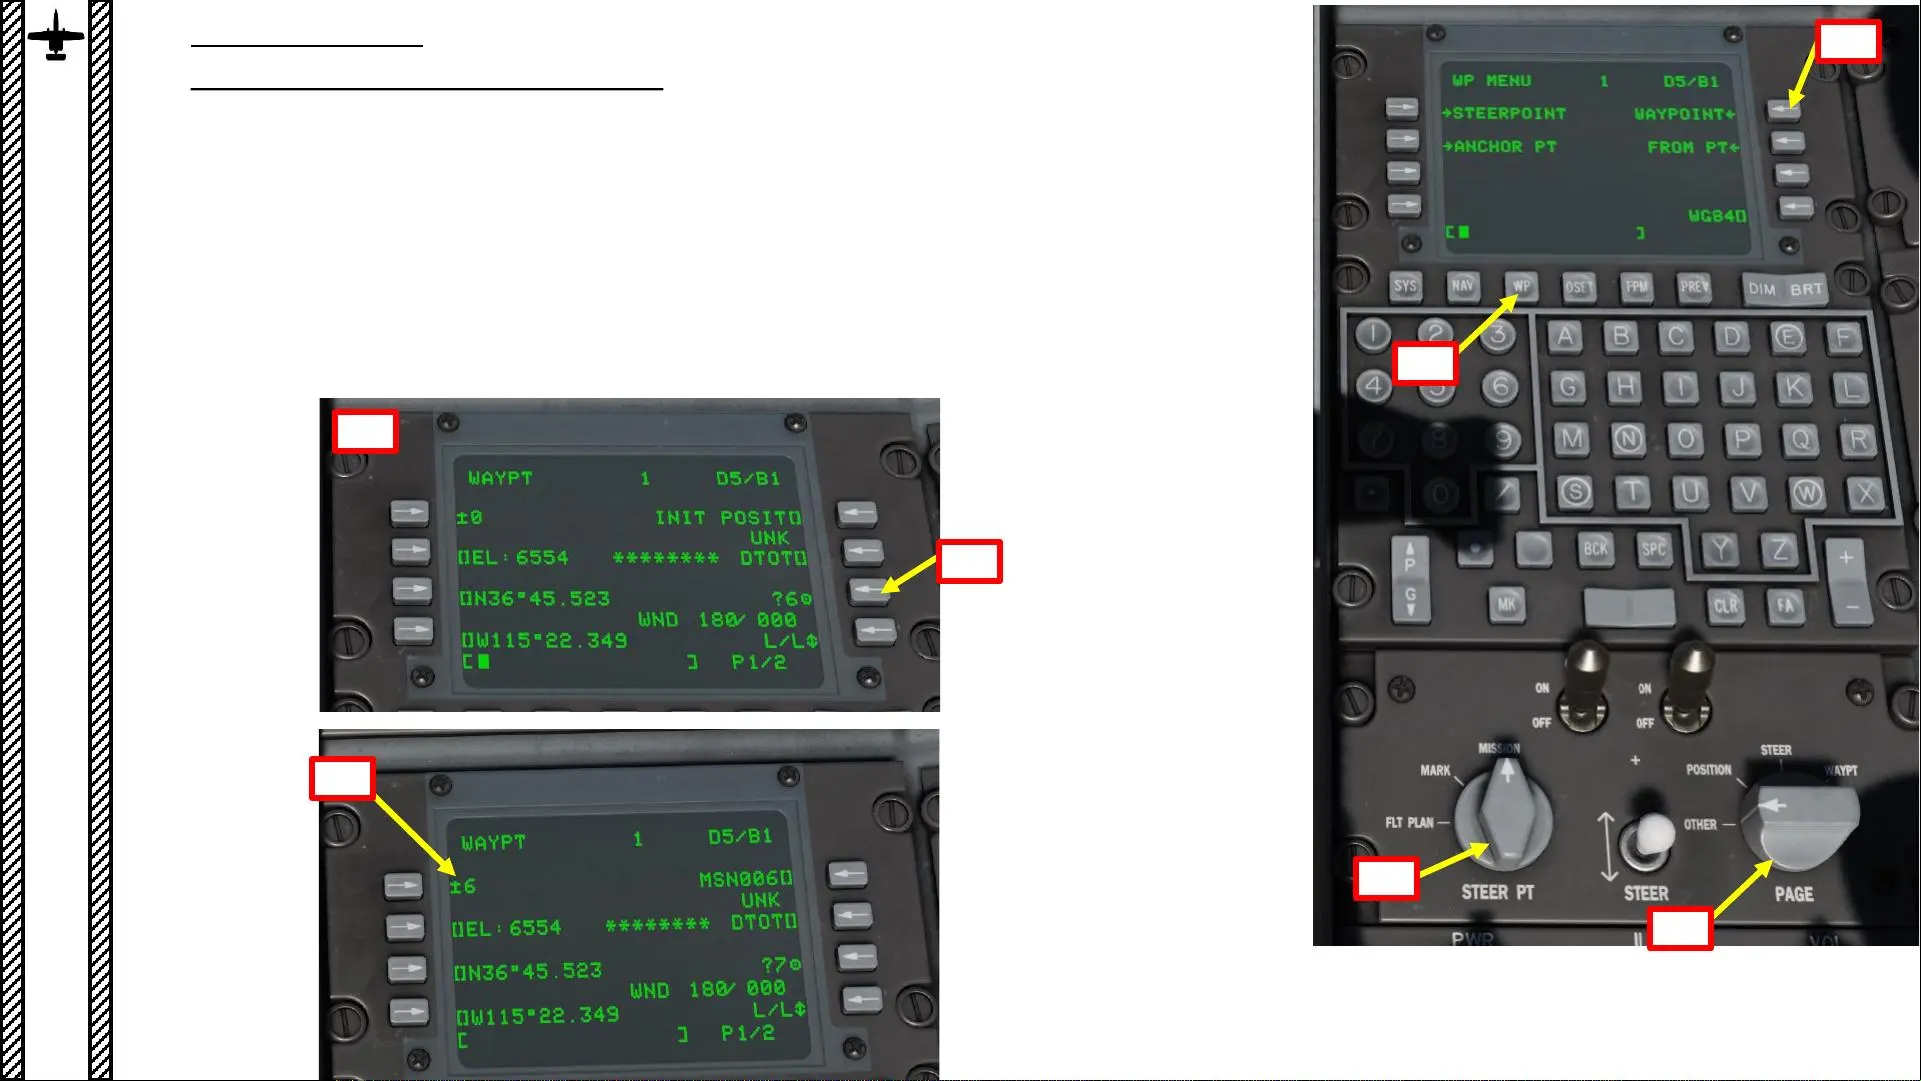 WAYPT 1 D5/B1
±0 INIT POSIT[]
UNK
[]EL:6554 ******** DTOT[]
[]N36°45.523 ?6⊙
WND 180/000
[]W115°22.349 L/L↕
[ ] P1/2
WAYPT 1 D5/B1
±6 MSN006[]
UNK
[]EL:6554 ******** DTOT[]
[]N36°45.523 ?7⊙
WND 180/000
[]W115°22.349 L/L↕
[ ] P1/2
WP MENU 1 D5/B1
→STEERPOINT WAYPOINT←
→ANCHOR PT FROM PT←
WG84[]
[ ]
SYS NAV WP OSET FPM PREV DIM BRT
1 2 3 A B C D E F
4 5 6 G H I J K L
7 8 9 M N O P Q R
0 / S T U V W X
BCK SPC Y Z + −
P G
MK CLR FA
ON ON
OFF OFF
MISSION STEER
MARK + POSITION WAYPT
FLT PLAN OTHER
STEER PT STEER PAGE
PWR VOL